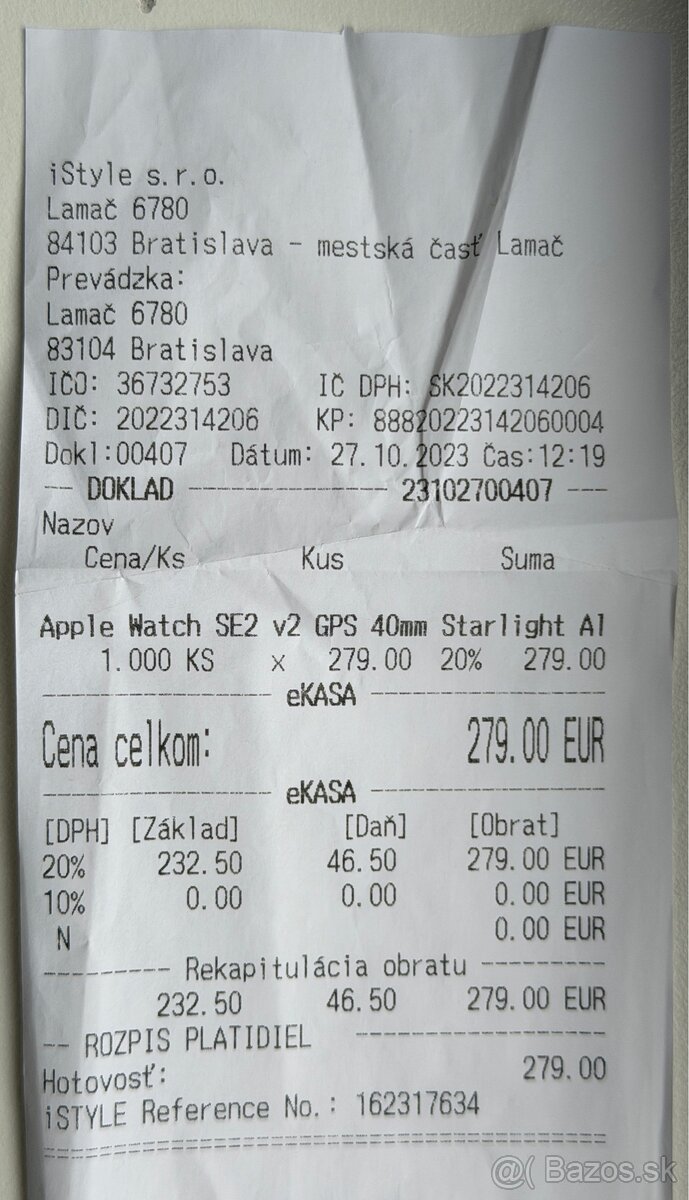 iStyle s.r.o.
Lamač 6780
84103 Bratislava - mestská časť Lamač
Prevádzka:
Lamač 6780
83104 Bratislava
IČO: 36732753 IČ DPH: SK2022314206
DIČ: 2022314206 KP: 88820223142060004
Dokl:00407 Dátum: 27.10.2023 Čas:12:19
-- DOKLAD ---------------- 23102700407 ---
Nazov
Cena/Ks Kus Suma
Apple Watch SE2 v2 GPS 40mm Starlight Al
1.000 KS x 279.00 20% 279.00
----------------- eKASA -----------------
Cena celkom: 279.00 EUR
----------------- eKASA -----------------
[DPH] [Základ] [Daň] [Obrat]
20% 232.50 46.50 279.00 EUR
10% 0.00 0.00 0.00 EUR
N 0.00 EUR
--------- Rekapitulácia obratu ---------
232.50 46.50 279.00 EUR
-- ROZPIS PLATIDIEL ------------------
Hotovosť: 279.00
iSTYLE Reference No.: 162317634
========================================
@( Bazos.sk